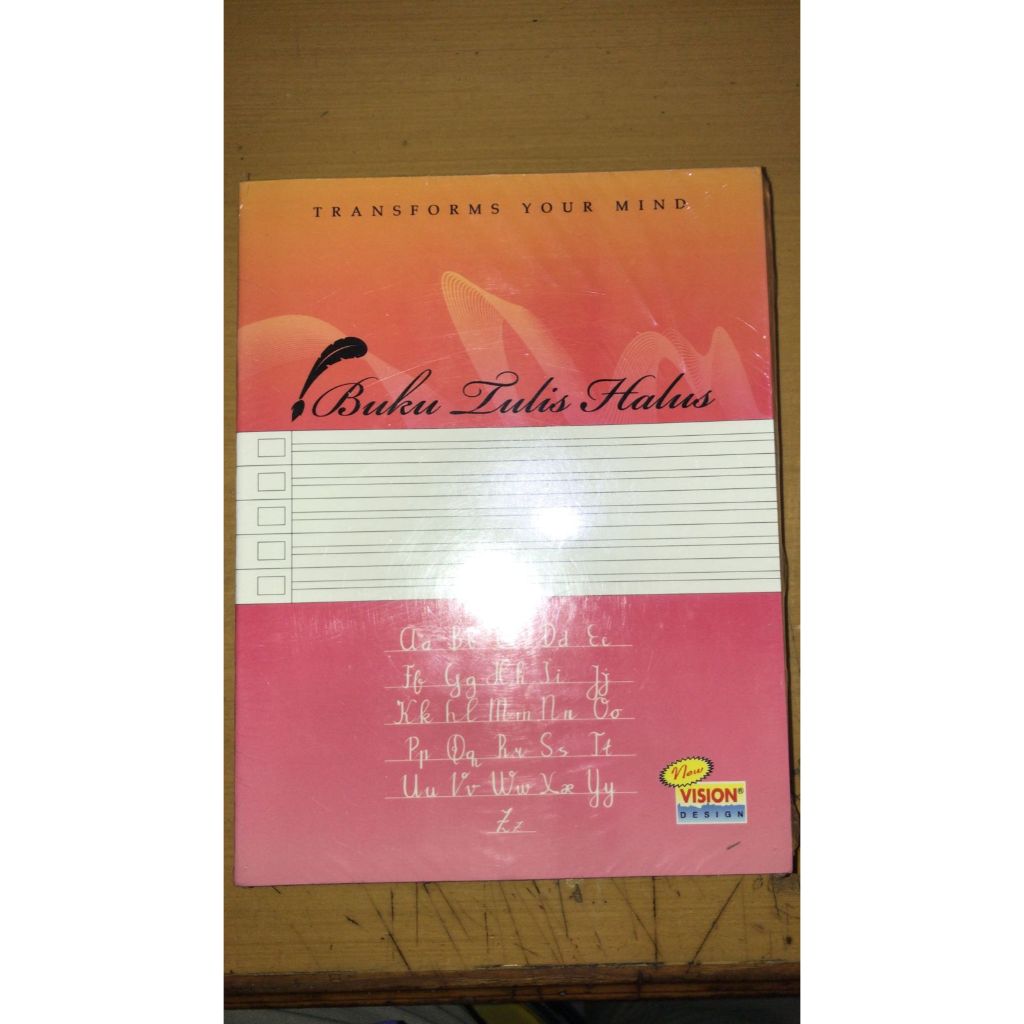 TRANSFORMS YOUR MIND
Buku Tulis Halus
Aa Bb Dd Ee
Ff Gg Hh Ii Jj
Kk Ll Mm Nn Oo
Pp Qq Rr Ss Tt
Uu Vv Ww Xx Yy
Zz
New
VISION®
DESIGN